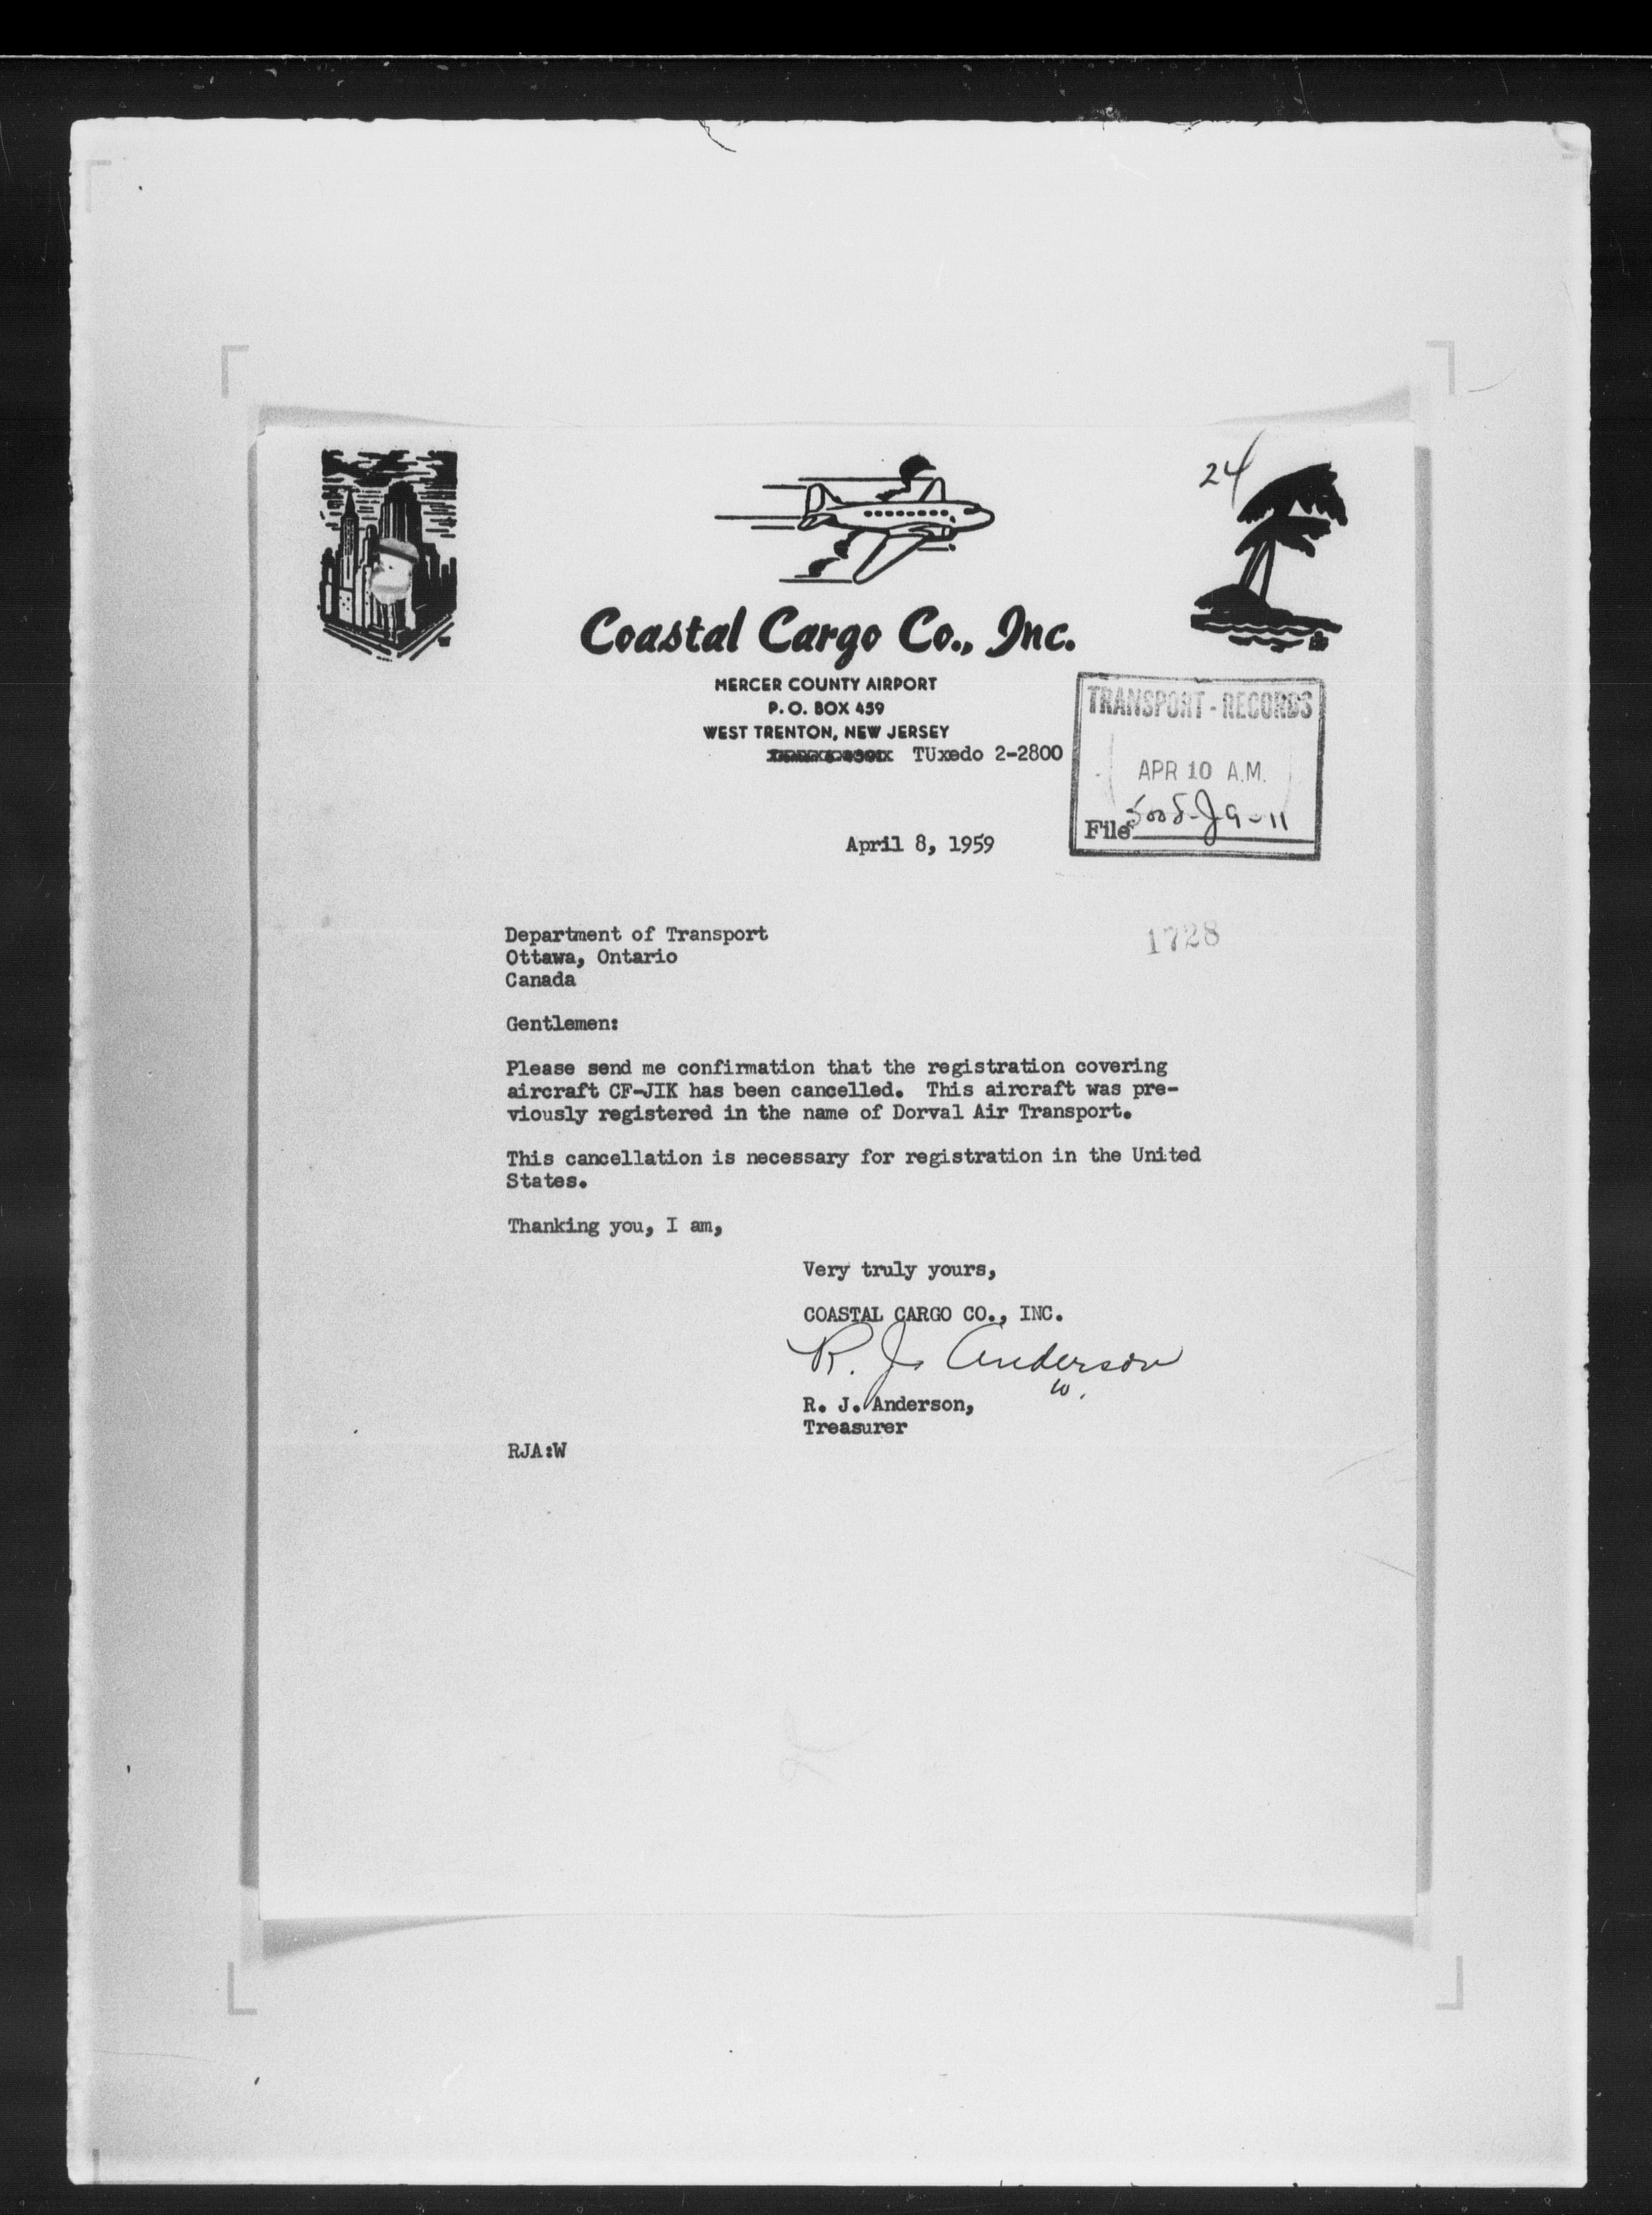 24
Coastal Cargo Co., Inc.
MERCER COUNTY AIRPORT
P. O. BOX 459
WEST TRENTON, NEW JERSEY
TUxedo 2-2800
TRANSPORT - RECORDS
APR 10 A.M.
File 5008-J9-11
April 8, 1959
1728
Department of Transport
Ottawa, Ontario
Canada
Gentlemen:
Please send me confirmation that the registration covering
aircraft CF-JIK has been cancelled. This aircraft was pre-
viously registered in the name of Dorval Air Transport.
This cancellation is necessary for registration in the United
States.
Thanking you, I am,
Very truly yours,
COASTAL CARGO CO., INC.
R. J. Anderson
W.
R. J. Anderson,
Treasurer
RJA:W